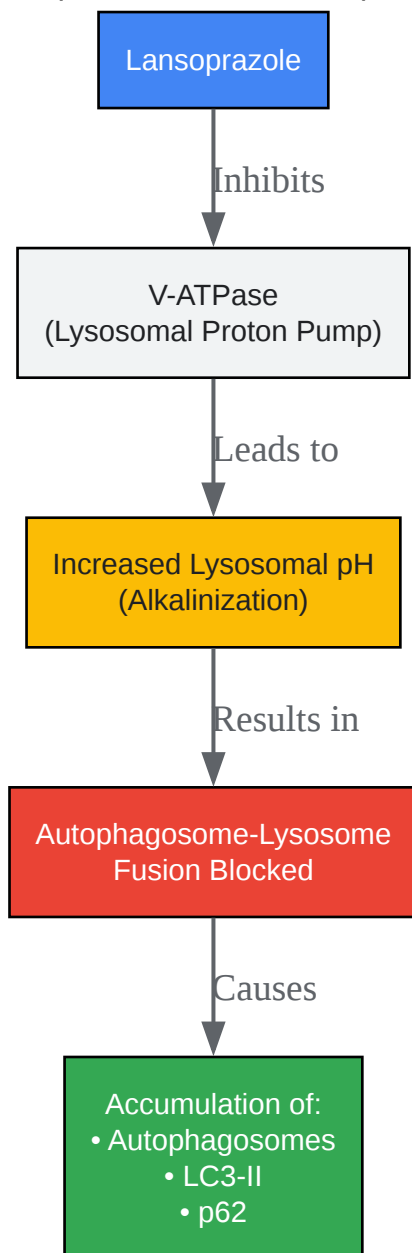 Lansoprazole
Inhibits
V-ATPase
(Lysosomal Proton Pump)
Leads to
Increased Lysosomal pH
(Alkalinization)
Results in
Autophagosome-Lysosome
Fusion Blocked
Causes
Accumulation of:
• Autophagosomes
• LC3-II
• p62